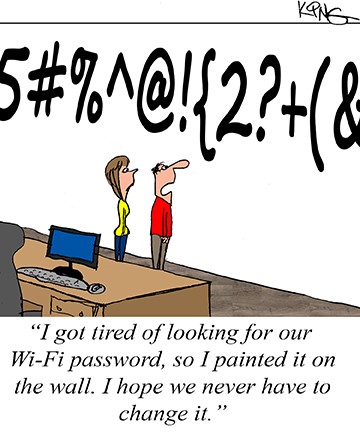 KONG
5#%^@!{2?+(&
“I got tired of looking for our
Wi-Fi password, so I painted it on
the wall. I hope we never have to
change it.”